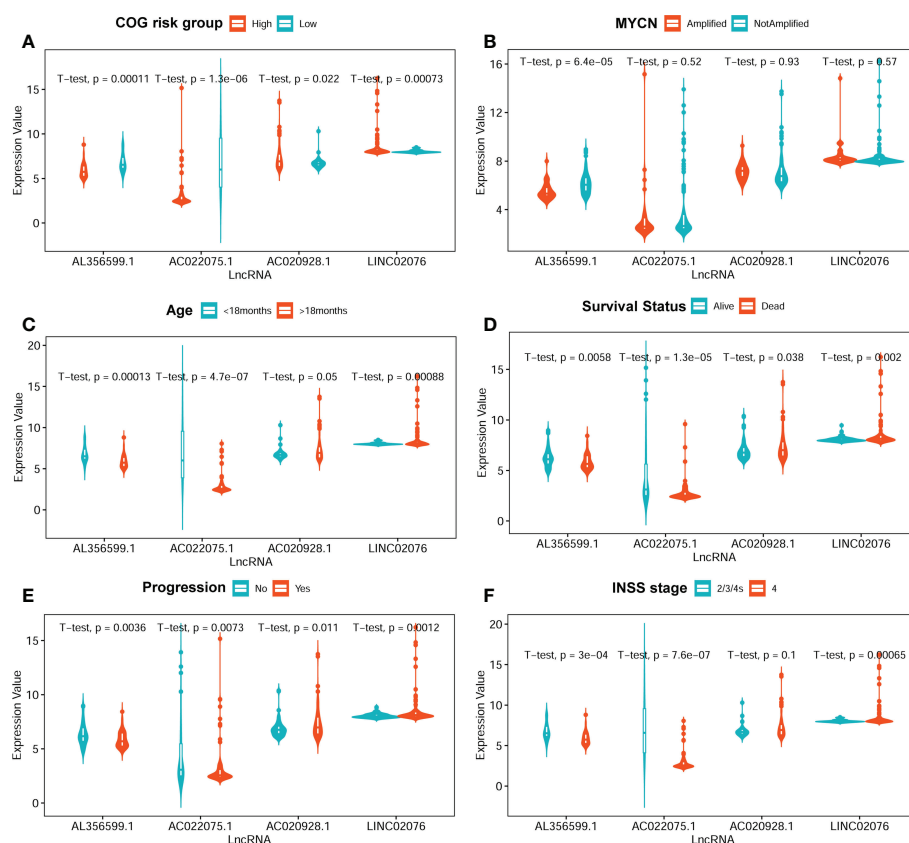 COG risk group High Low
A
T-test, p = 0.00011 T-test, p = 1.3e-06 T-test, p = 0.022 T-test, p = 0.00073
15
10
5
0
Expression Value
AL356599.1 AC022075.1 AC020928.1 LINC02076
LncRNA
MYCN Amplified NotAmplified
B
16
T-test, p = 6.4e-05 T-test, p = 0.52 T-test, p = 0.93 T-test, p = 0.57
12
8
4
Expression Value
AL356599.1 AC022075.1 AC020928.1 LINC02076
LncRNA
Age <18months >18months
C
20
T-test, p = 0.00013 T-test, p = 4.7e-07 T-test, p = 0.05 T-test, p = 0.00088
15
10
5
0
Expression Value
AL356599.1 AC022075.1 AC020928.1 LINC02076
LncRNA
Survival Status Alive Dead
D
T-test, p = 0.0058 T-test, p = 1.3e-05 T-test, p = 0.038 T-test, p = 0.002
15
10
5
0
Expression Value
AL356599.1 AC022075.1 AC020928.1 LINC02076
LncRNA
Progression No Yes
E
T-test, p = 0.0036 T-test, p = 0.0073 T-test, p = 0.011 T-test, p = 0.0012
15
10
5
0
Expression Value
AL356599.1 AC022075.1 AC020928.1 LINC02076
LncRNA
INSS stage 2/3/4s 4
F
20
T-test, p = 3e-04 T-test, p = 7.6e-07 T-test, p = 0.1 T-test, p = 0.00065
15
10
5
0
Expression Value
AL356599.1 AC022075.1 AC020928.1 LINC02076
LncRNA